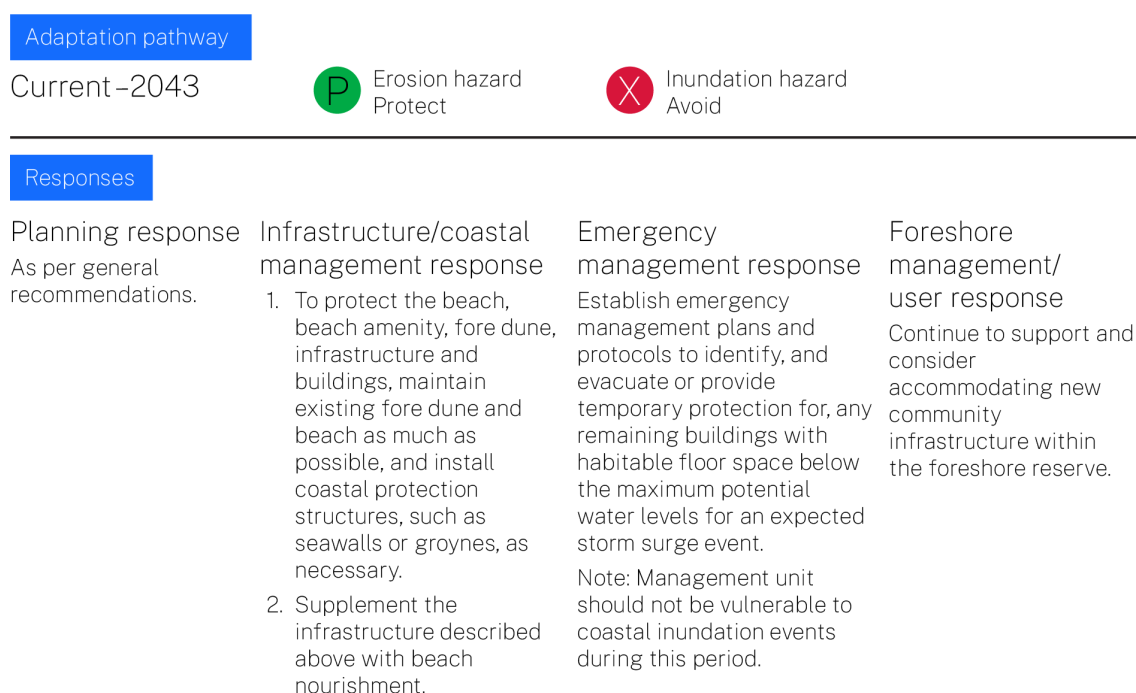 Adaptation pathway
Current–2043
P
Erosion hazard
Protect
X
Inundation hazard
Avoid
Responses
Planning response
As per general
recommendations.
Infrastructure/coastal
management response
1. To protect the beach,
beach amenity, fore dune,
infrastructure and
buildings, maintain
existing fore dune and
beach as much as
possible, and install
coastal protection
structures, such as
seawalls or groynes, as
necessary.
2. Supplement the
infrastructure described
above with beach
nourishment.
Emergency
management response
Establish emergency
management plans and
protocols to identify, and
evacuate or provide
temporary protection for, any
remaining buildings with
habitable floor space below
the maximum potential
water levels for an expected
storm surge event.
Note: Management unit
should not be vulnerable to
coastal inundation events
during this period.
Foreshore
management/
user response
Continue to support and
consider
accommodating new
community
infrastructure within
the foreshore reserve.